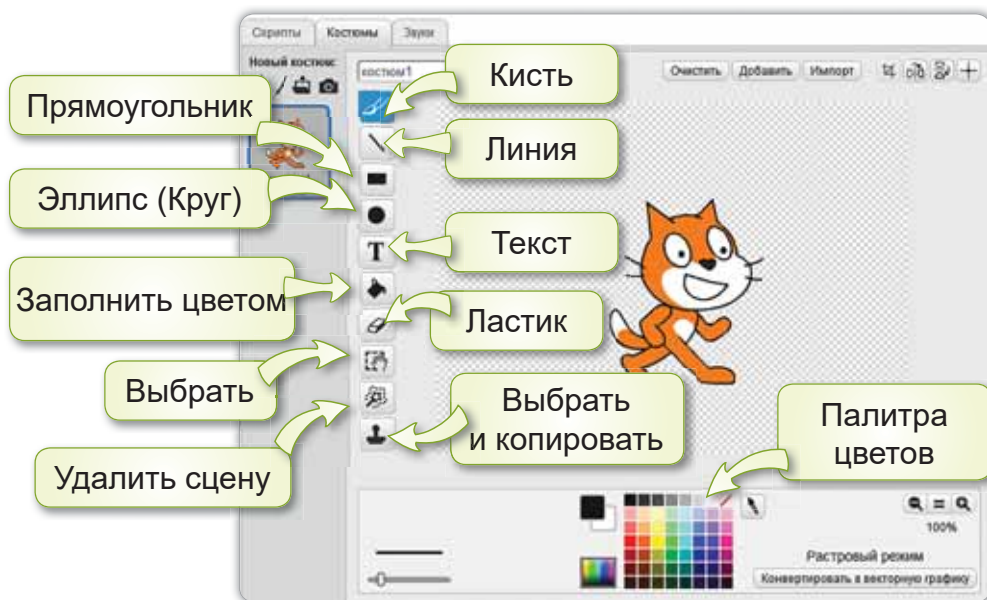 Скрипты Костюмы Звуки
Новый костюм:
костюм1
Очистить Добавить Импорт
Кисть
Прямоугольник
Линия
Эллипс (Круг)
Текст
T
Заполнить цветом
Ластик
Выбрать
Выбрать
и копировать
Палитра
цветов
Удалить сцену
100%
Растровый режим
Конвертировать в векторную графику